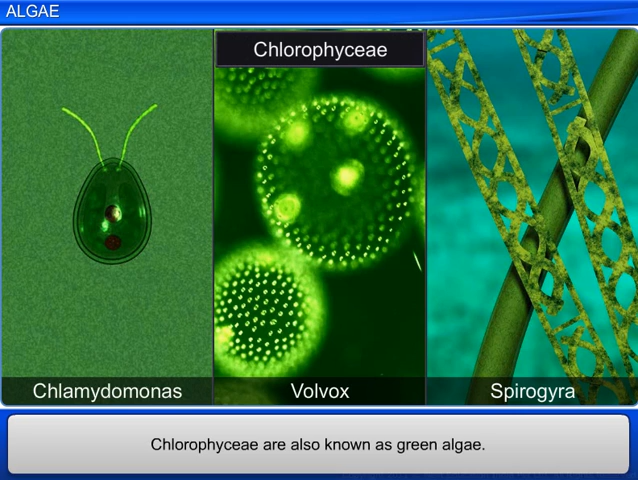 ALGAE
Chlorophyceae
Chlamydomonas
Volvox
Spirogyra
Chlorophyceae are also known as green algae.